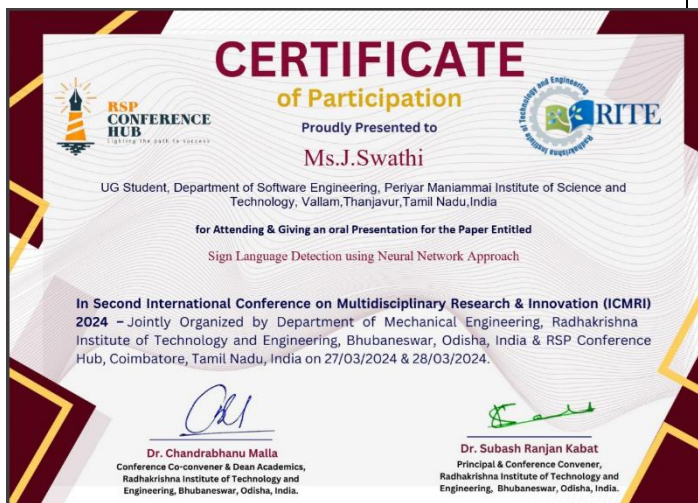 CERTIFICATE
of Participation
RSP
CONFERENCE
HUB
Lighting the path to success
Radhakrishna Institute of Technology and Engineering
RITE
Proudly Presented to
Ms.J.Swathi
UG Student, Department of Software Engineering, Periyar Maniammai Institute of Science and
Technology, Vallam,Thanjavur,Tamil Nadu,India
for Attending & Giving an oral Presentation for the Paper Entitled
Sign Language Detection using Neural Network Approach
In Second International Conference on Multidisciplinary Research & Innovation (ICMRI)
2024 – Jointly Organized by Department of Mechanical Engineering, Radhakrishna
Institute of Technology and Engineering, Bhubaneswar, Odisha, India & RSP Conference
Hub, Coimbatore, Tamil Nadu, India on 27/03/2024 & 28/03/2024.
Dr. Chandrabhanu Malla
Conference Co-convener & Dean Academics,
Radhakrishna Institute of Technology and
Engineering, Bhubaneswar, Odisha, India.
Dr. Subash Ranjan Kabat
Principal & Conference Convener,
Radhakrishna Institute of Technology and
Engineering, Bhubaneswar, Odisha, India.